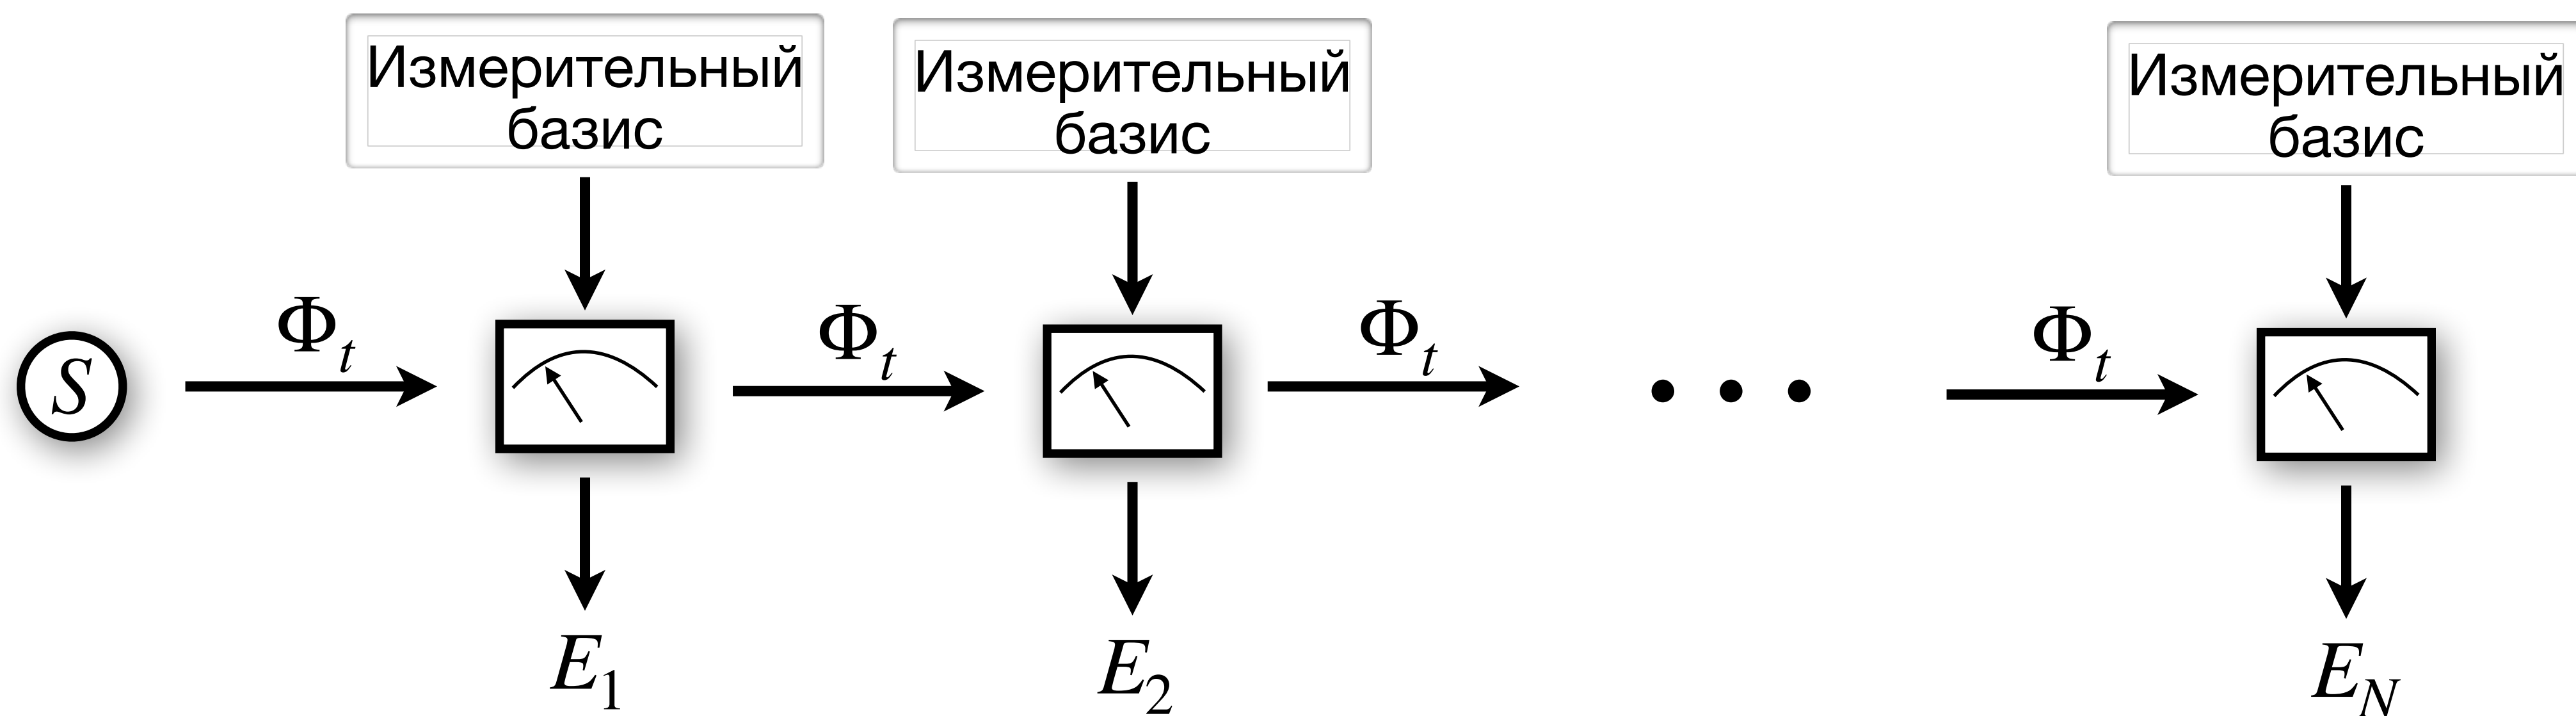 Измерительный
базис
Измерительный
базис
Измерительный
базис
S
Φt
Φt
Φt
Φt
E1
E2
EN